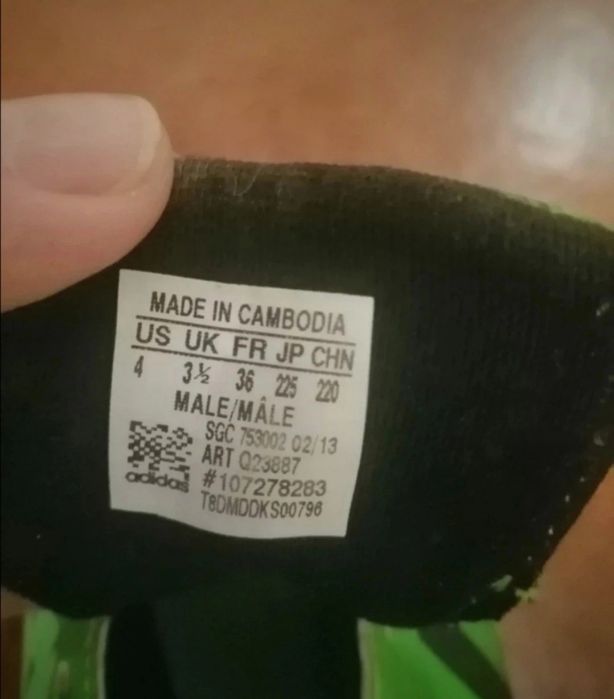 MADE IN CAMBODIA
US UK FR JP CHN
4 3½ 36 225 220
MALE/MÂLE
SGC 753002 02/13
ART Q23887
#107278283
adidas
T8DMDDKS00796